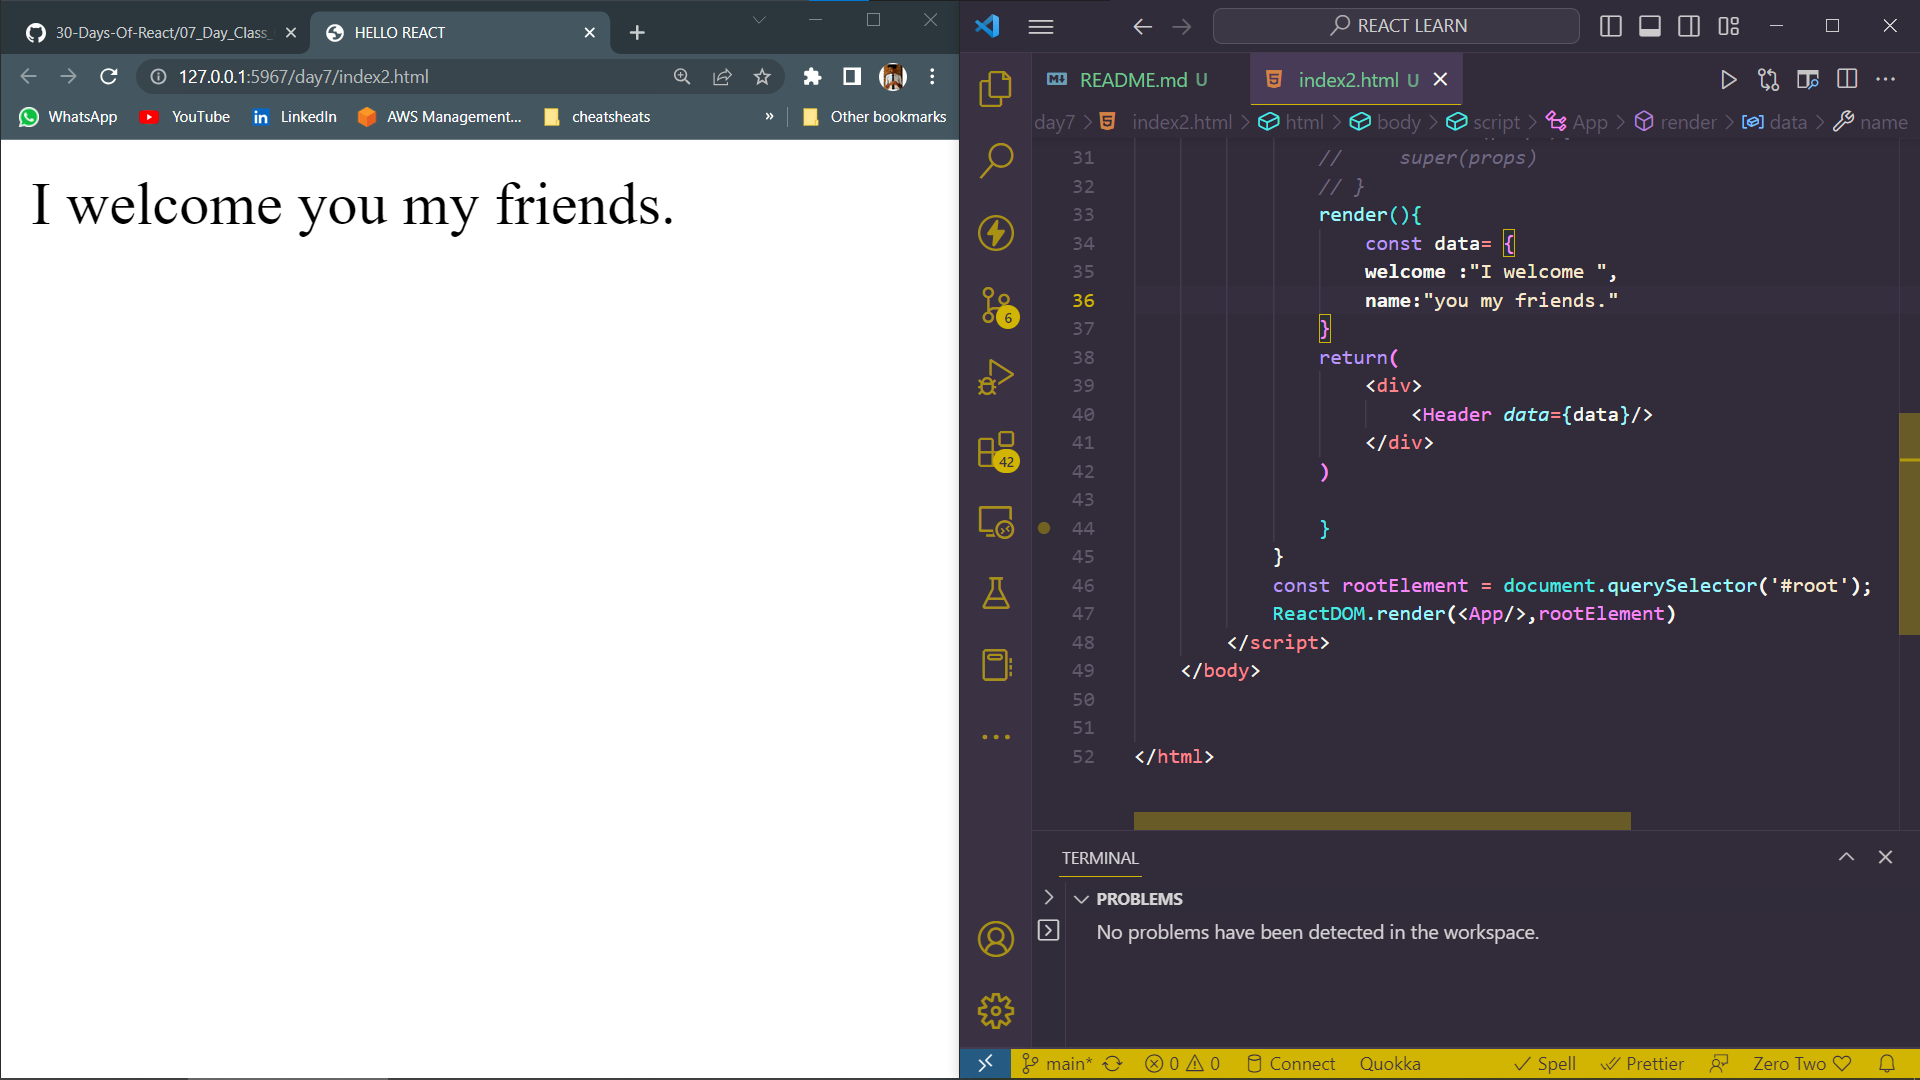 30-Days-Of-React/07_Day_Class_
HELLO REACT
127.0.0.1:5967/day7/index2.html
WhatsApp
YouTube
LinkedIn
AWS Management...
cheatsheets
»
Other bookmarks
I welcome you my friends.
REACT LEARN
README.md U
index2.html U
day7 > index2.html > html > body > script > App > render > data > name
31 // super(props)
32 // }
33 render(){
34 const data= {
35 welcome :"I welcome ",
36 name:"you my friends."
37 }
38 return(
39 <div>
40 <Header data={data}/>
41 </div>
42 )
43
44 }
45 }
46 const rootElement = document.querySelector('#root');
47 ReactDOM.render(<App/>,rootElement)
48 </script>
49 </body>
50
51
52 </html>
6
42
TERMINAL
PROBLEMS
No problems have been detected in the workspace.
main* 0 0 Connect Quokka Spell Prettier Zero Two